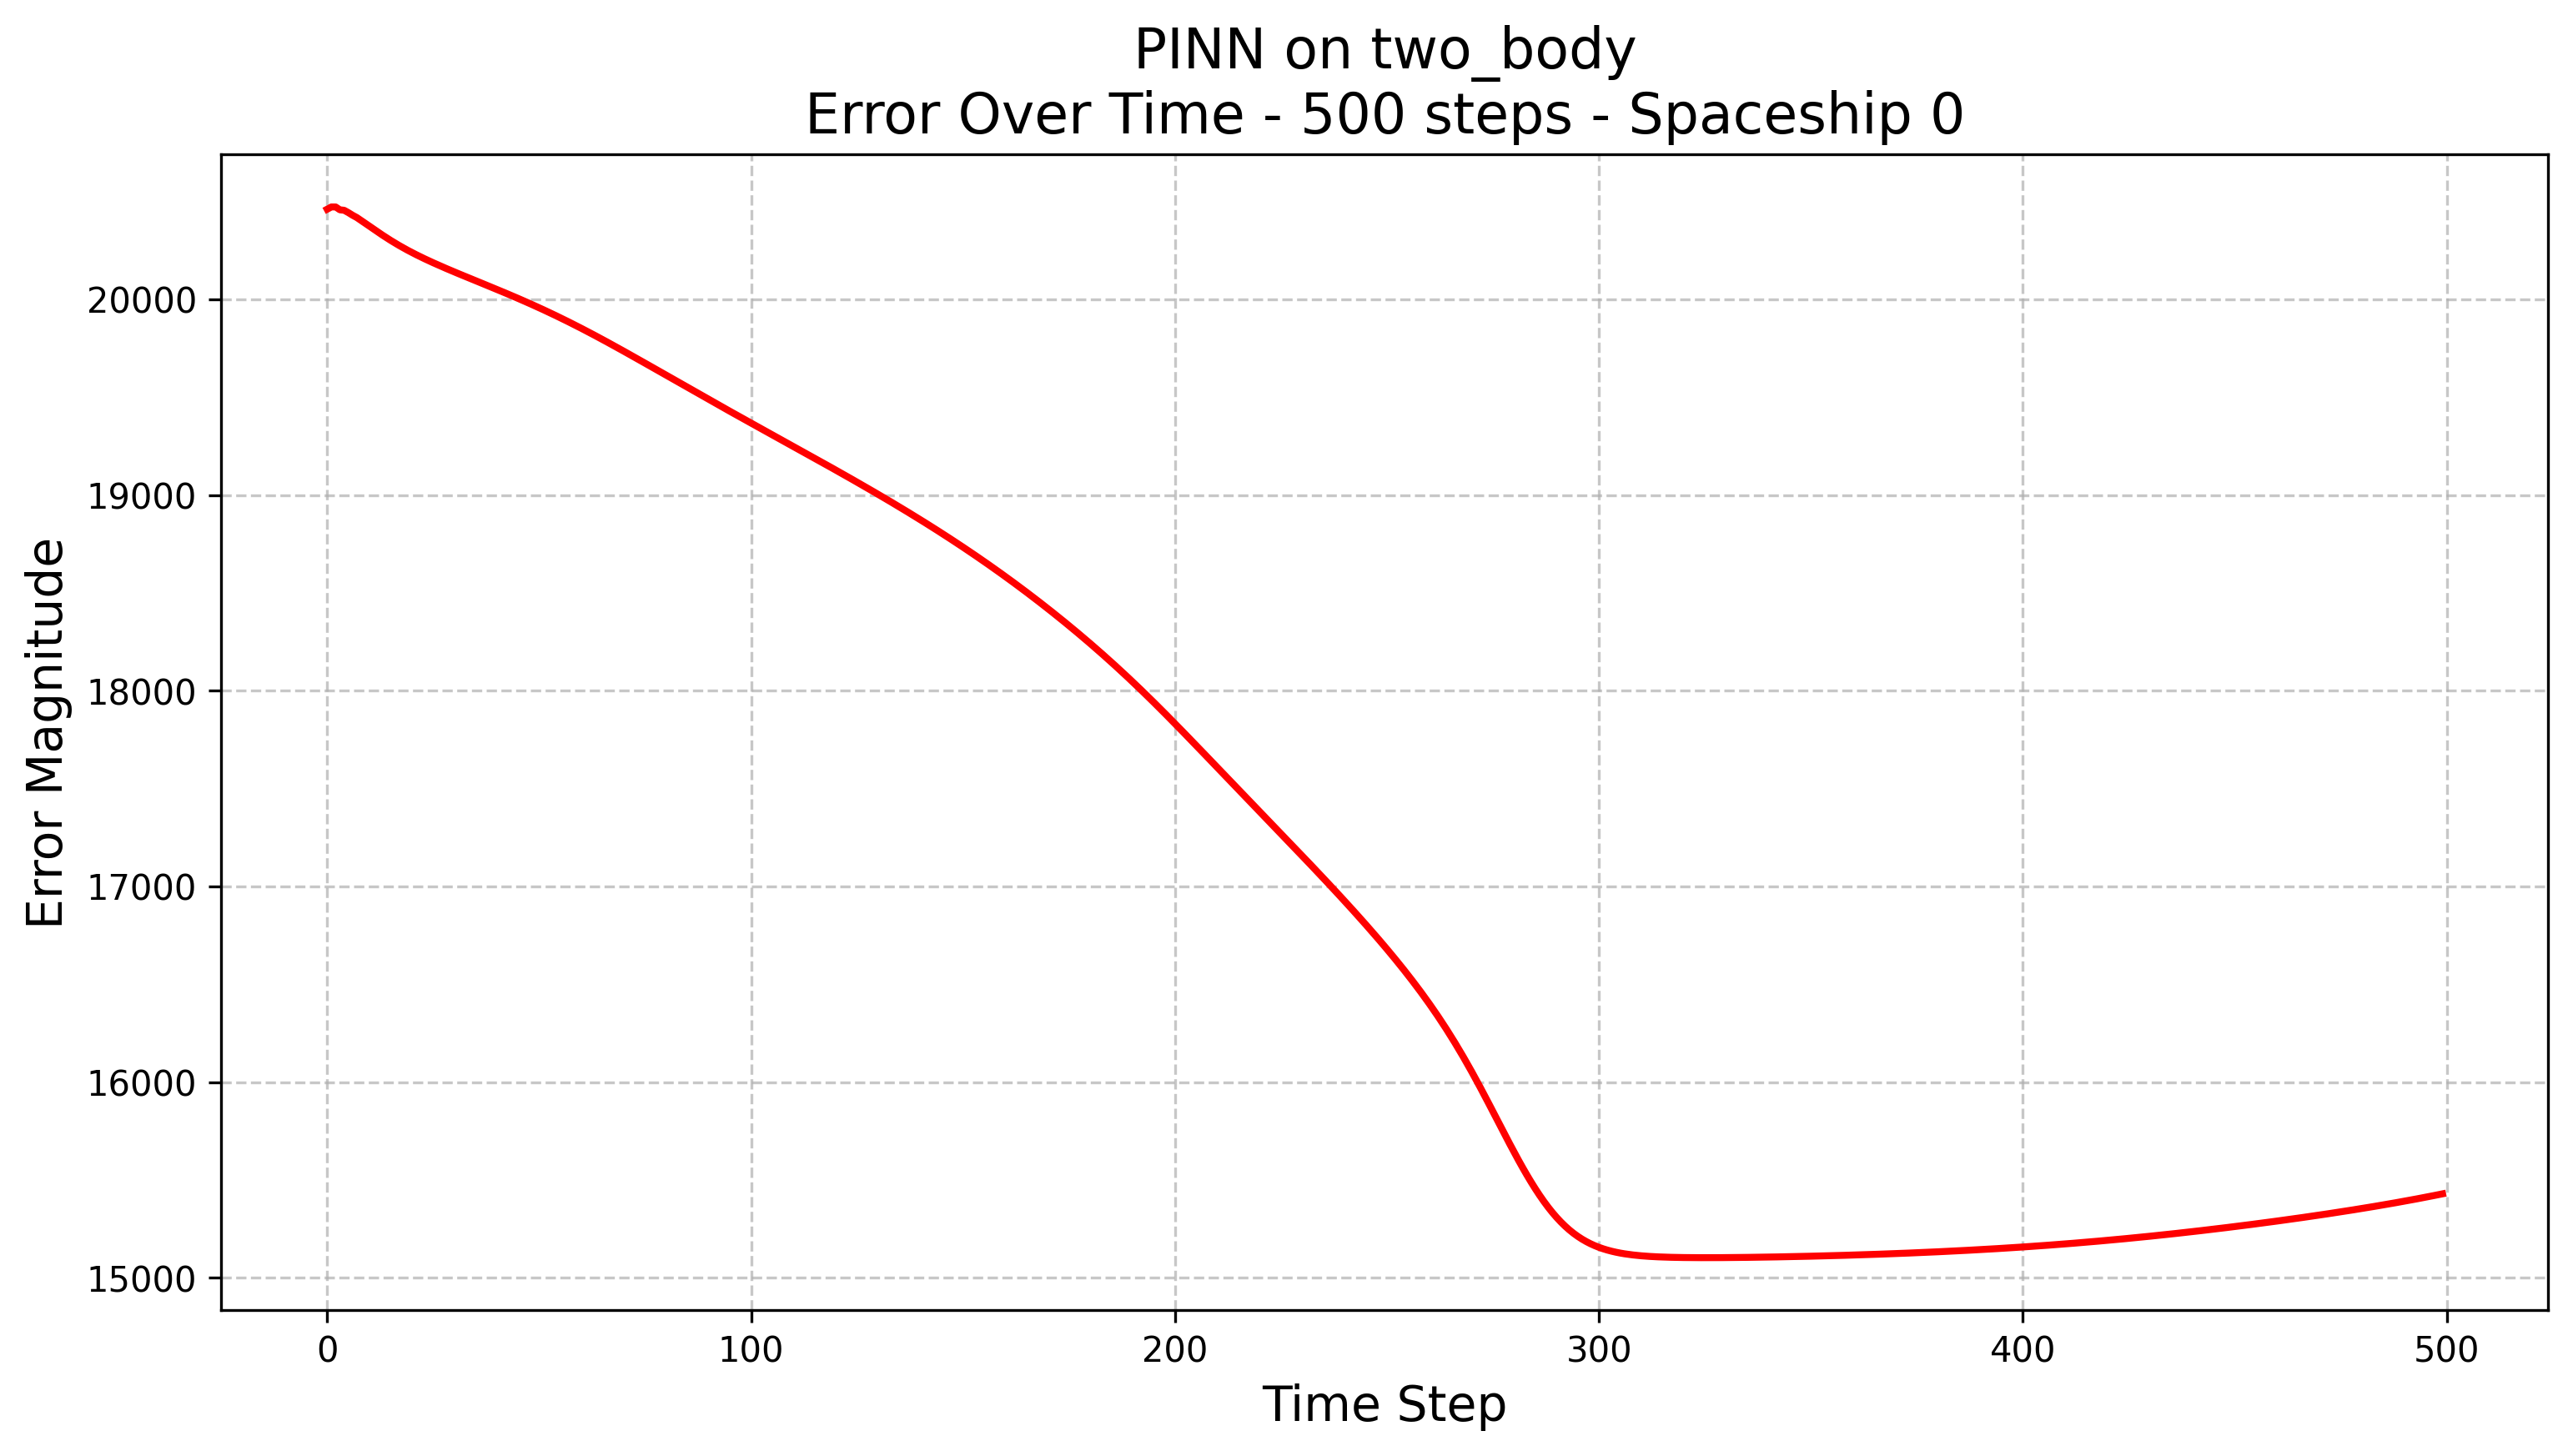 PINN on two_body
Error Over Time - 500 steps - Spaceship 0
Error Magnitude
20000
19000
18000
17000
16000
15000
0 100 200 300 400 500
Time Step